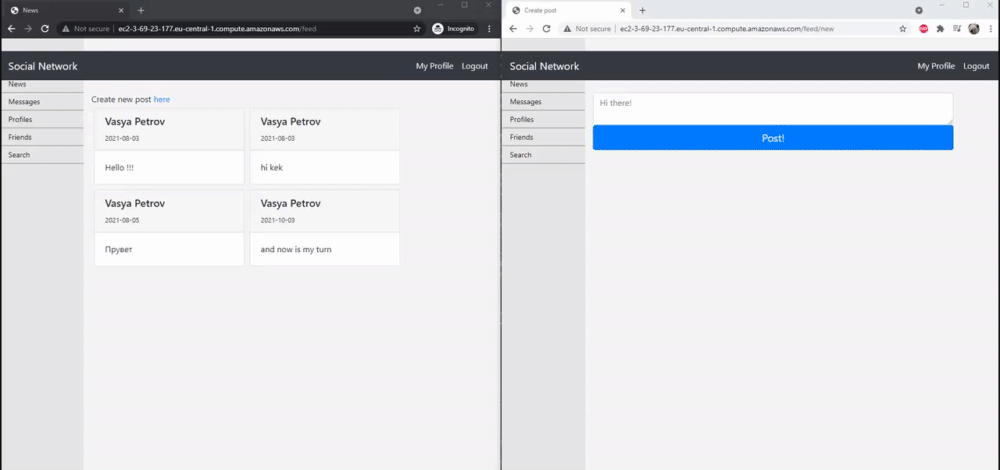 News
Not secure | ec2-3-69-23-177.eu-central-1.compute.amazonaws.com/feed
Incognito
Social Network
My Profile Logout
News
Messages
Profiles
Friends
Search
Create new post here
Vasya Petrov
2021-08-03
Hello !!!
Vasya Petrov
2021-08-03
hi kek
Vasya Petrov
2021-08-05
Прувет
Vasya Petrov
2021-10-03
and now is my turn
Create post
Not secure | ec2-3-69-23-177.eu-central-1.compute.amazonaws.com/feed/new
Social Network
My Profile Logout
News
Messages
Profiles
Friends
Search
Hi there!
Post!